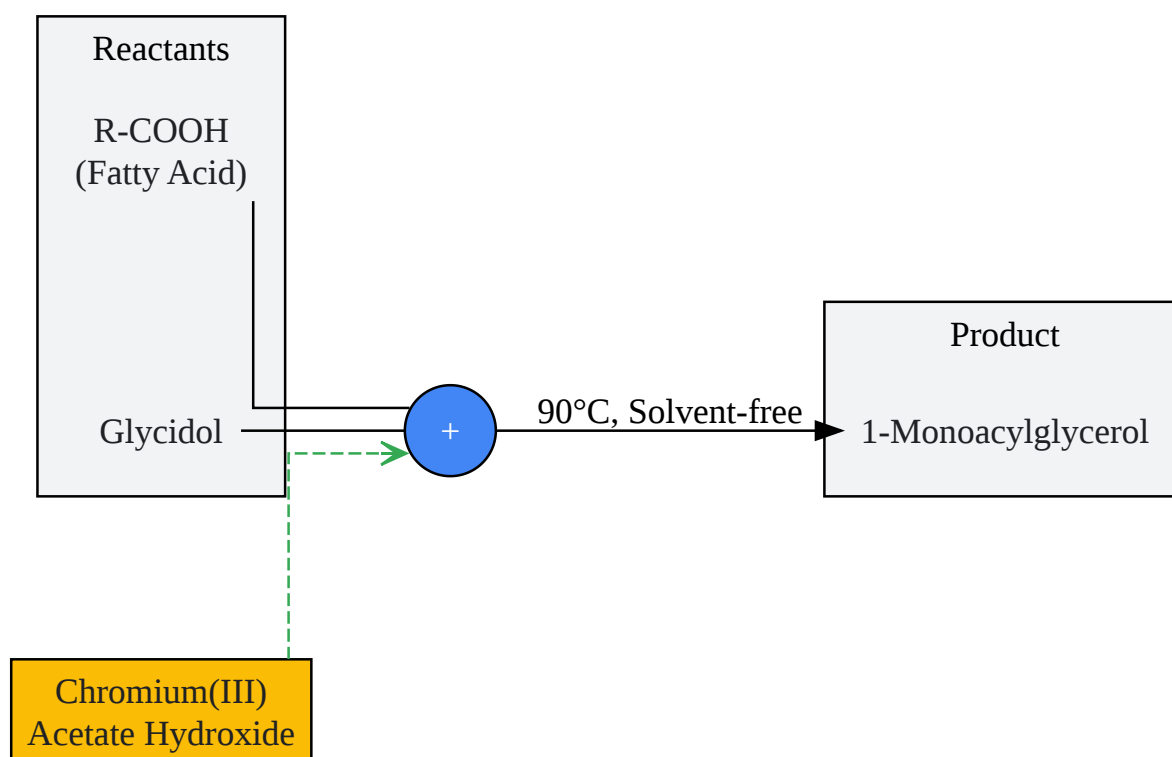 Reactants
R-COOH
(Fatty Acid)
Glycidol
+
90°C, Solvent-free
Product
1-Monoacylglycerol
Chromium(III)
Acetate Hydroxide